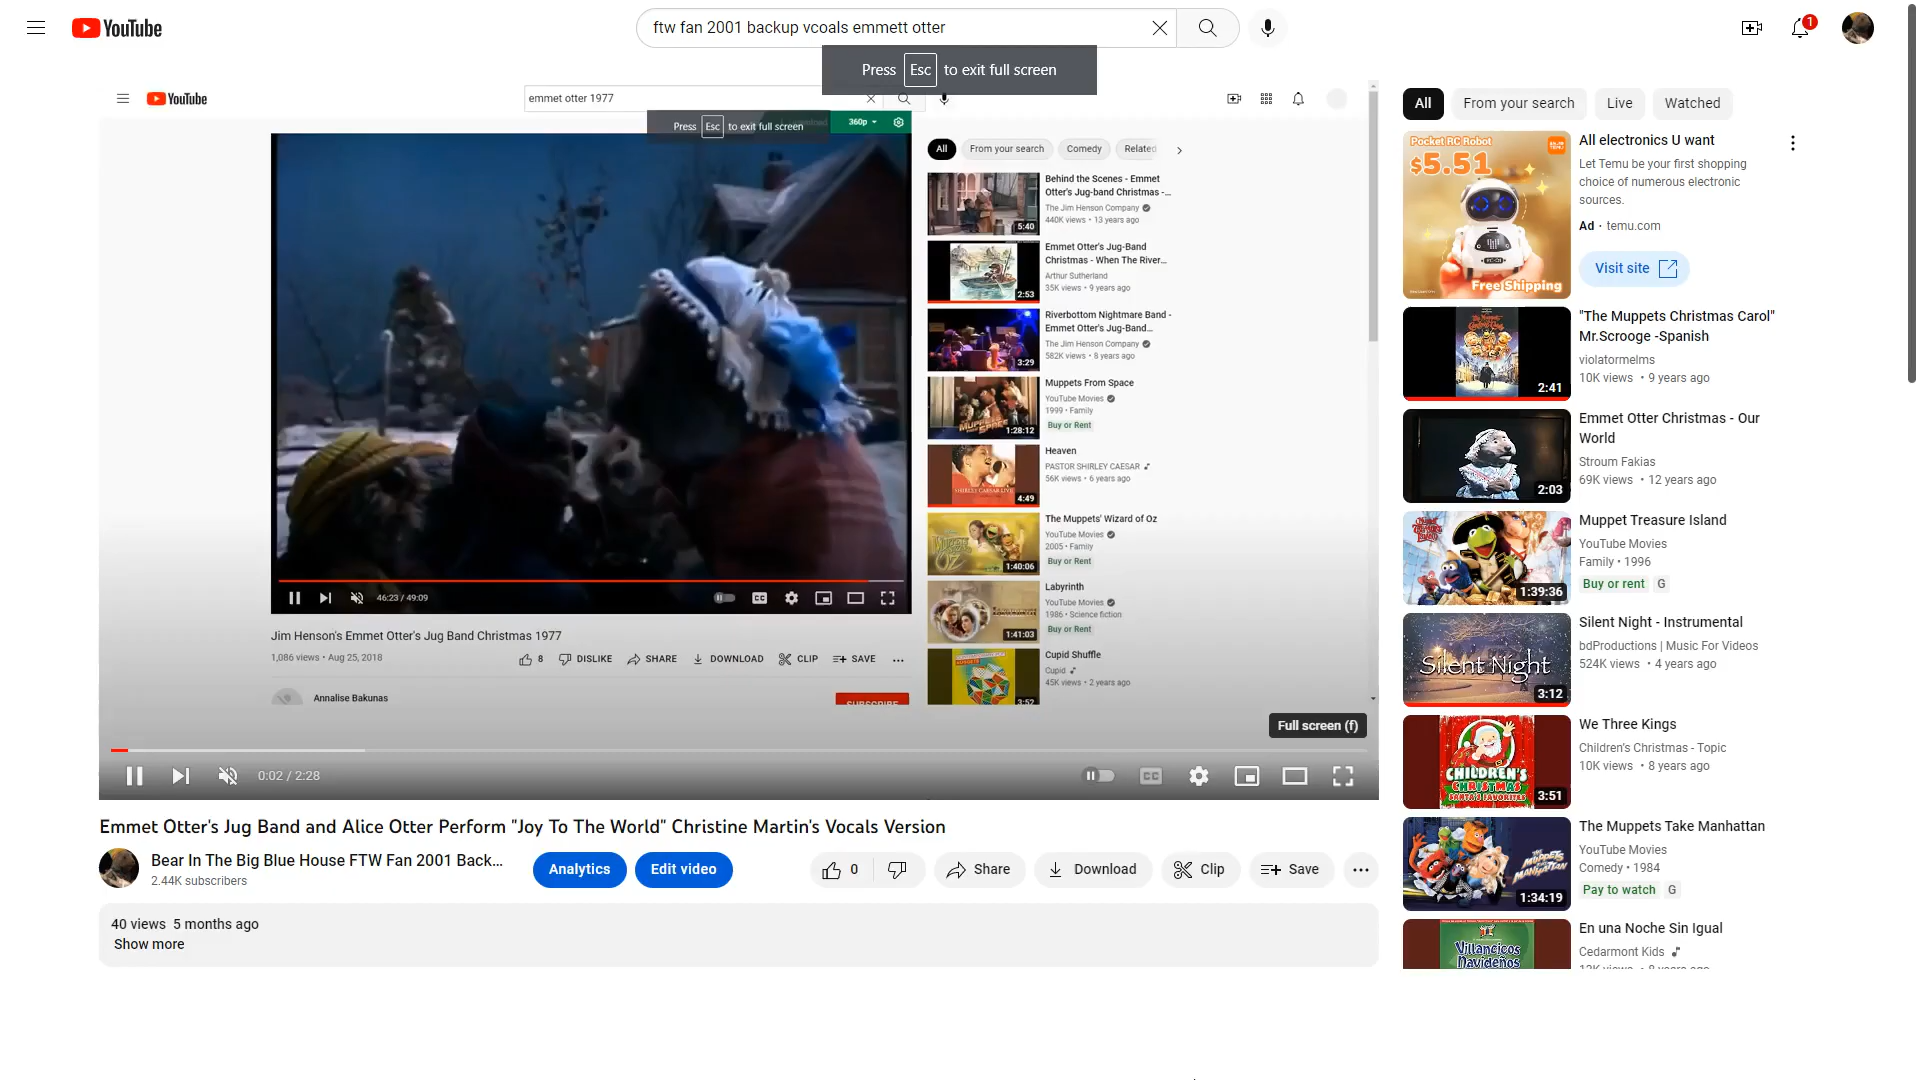 YouTube
ftw fan 2001 backup vcoals emmett otter
1
Press Esc to exit full screen
YouTube
emmet otter 1977
Press Esc to exit full screen
360p
All
From your search
Comedy
Related
Behind the Scenes - Emmet
Otter's Jug-band Christmas -...
The Jim Henson Company
440K views • 13 years ago
5:40
Emmet Otter's Jug-Band
Christmas - When The River...
Arthur Sutherland
35K views • 9 years ago
2:53
Riverbottom Nightmare Band -
Emmet Otter's Jug-Band...
The Jim Henson Company
582K views • 8 years ago
3:29
Muppets From Space
YouTube Movies
1999 • Family
Buy or Rent
1:28:12
Heaven
PASTOR SHIRLEY CAESAR
56K views • 6 years ago
4:49
The Muppets' Wizard of Oz
YouTube Movies
2005 • Family
Buy or Rent
1:40:06
Labyrinth
YouTube Movies
1986 • Science fiction
Buy or Rent
1:41:03
Cupid Shuffle
Cupid
45K views • 2 years ago
3:52
46:23 / 49:09
CC
Jim Henson's Emmet Otter's Jug Band Christmas 1977
1,086 views • Aug 25, 2018
8
DISLIKE
SHARE
DOWNLOAD
CLIP
SAVE
Annalise Bakunas
SUBSCRIBE
Full screen (f)
0:02 / 2:28
CC
Emmet Otter's Jug Band and Alice Otter Perform "Joy To The World" Christine Martin's Vocals Version
Bear In The Big Blue House FTW Fan 2001 Back...
2.44K subscribers
Analytics
Edit video
0
Share
Download
Clip
Save
40 views 5 months ago
Show more
All
From your search
Live
Watched
Pocket RC Robot
$5.51
Free Shipping
All electronics U want
Let Temu be your first shopping
choice of numerous electronic
sources.
Ad · temu.com
Visit site
"The Muppets Christmas Carol"
Mr.Scrooge -Spanish
violatormelms
10K views • 9 years ago
2:41
Emmet Otter Christmas - Our
World
Stroum Fakias
69K views • 12 years ago
2:03
Muppet Treasure Island
YouTube Movies
Family • 1996
Buy or rent G
1:39:36
Silent Night - Instrumental
bdProductions | Music For Videos
524K views • 4 years ago
Silent Night
3:12
We Three Kings
Children's Christmas - Topic
10K views • 8 years ago
CHILDREN'S
CHRISTMAS
SANTA'S FAVORITES
3:51
The Muppets Take Manhattan
YouTube Movies
Comedy • 1984
Pay to watch G
1:34:19
En una Noche Sin Igual
Cedarmont Kids
Villancicos
Navideños